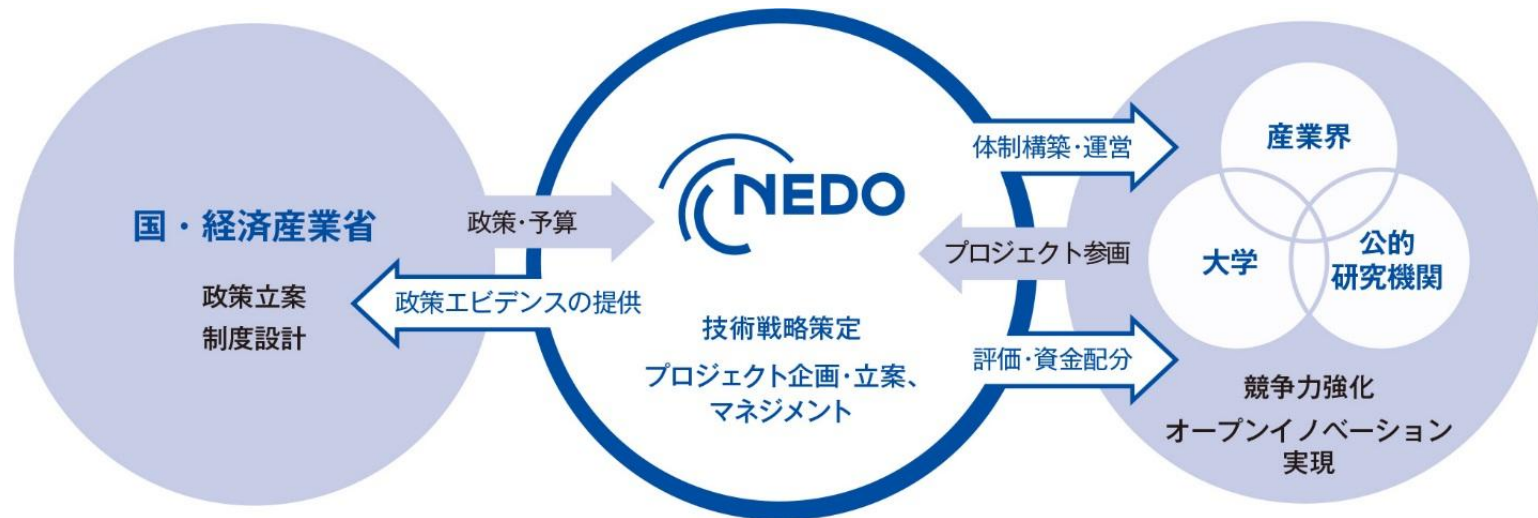 国・経済産業省
政策立案
制度設計
政策・予算
政策エビデンスの提供
NEDO
技術戦略策定
プロジェクト企画・立案、
マネジメント
体制構築・運営
プロジェクト参画
評価・資金配分
産業界
大学
公的
研究機関
競争力強化
オープンイノベーション
実現